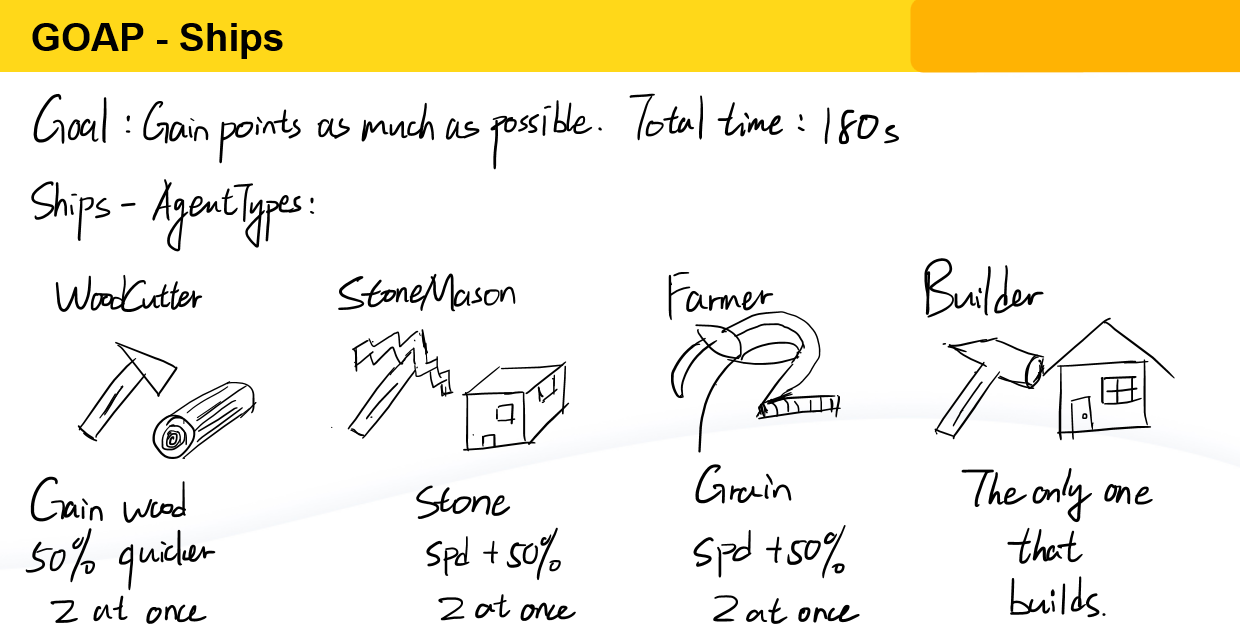 GOAP - Ships
Goal : Gain points as much as possible. Total time : 180s
Ships - AgentTypes:
WoodCutter StoneMason Farmer Builder
Gain wood Stone Grain The only one
50% quicker Spd +50% Spd +50% that
2 at once 2 at once 2 at once builds.